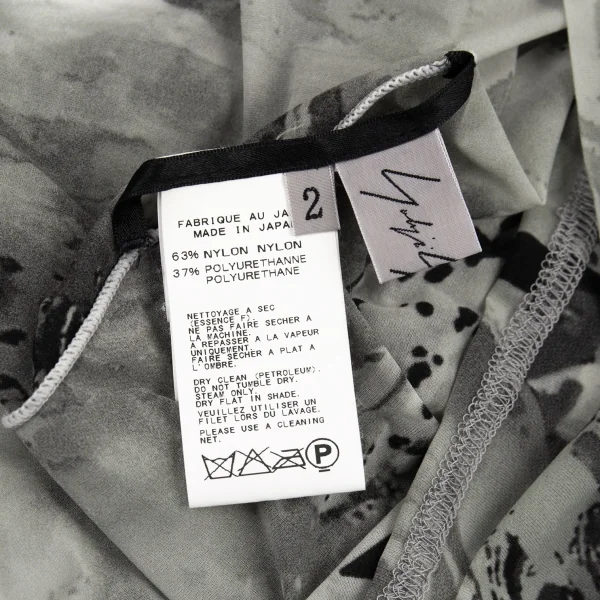 2
FABRIQUE AU JA
MADE IN JAPA
63% NYLON NYLON
37% POLYURETHANNE
POLYURETHANE
NETTOYAGE A SEC
(ESSENCE F).
NE PAS FAIRE SECHER A
LA MACHINE.
A REPASSER A LA VAPEUR
UNIQUEMENT.
FAIRE SECHER A PLAT A
L'OMBRE.
DRY CLEAN (PETROLEUM).
DO NOT TUMBLE DRY.
STEAM ONLY.
DRY FLAT IN SHADE.
VEUILLEZ UTILISER UN
FILET LORS DU LAVAGE.
PLEASE USE A CLEANING
NET.
P